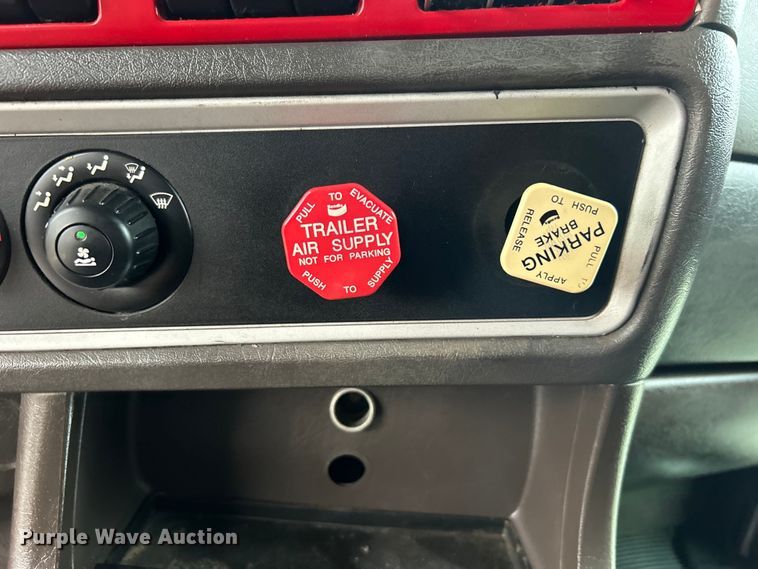 PULL TO EVACUATE
TRAILER
AIR SUPPLY
NOT FOR PARKING
PUSH TO SUPPLY
PUSH TO
RELEASE
PARKING
BRAKE
PULL TO
APPLY
Purple Wave Auction